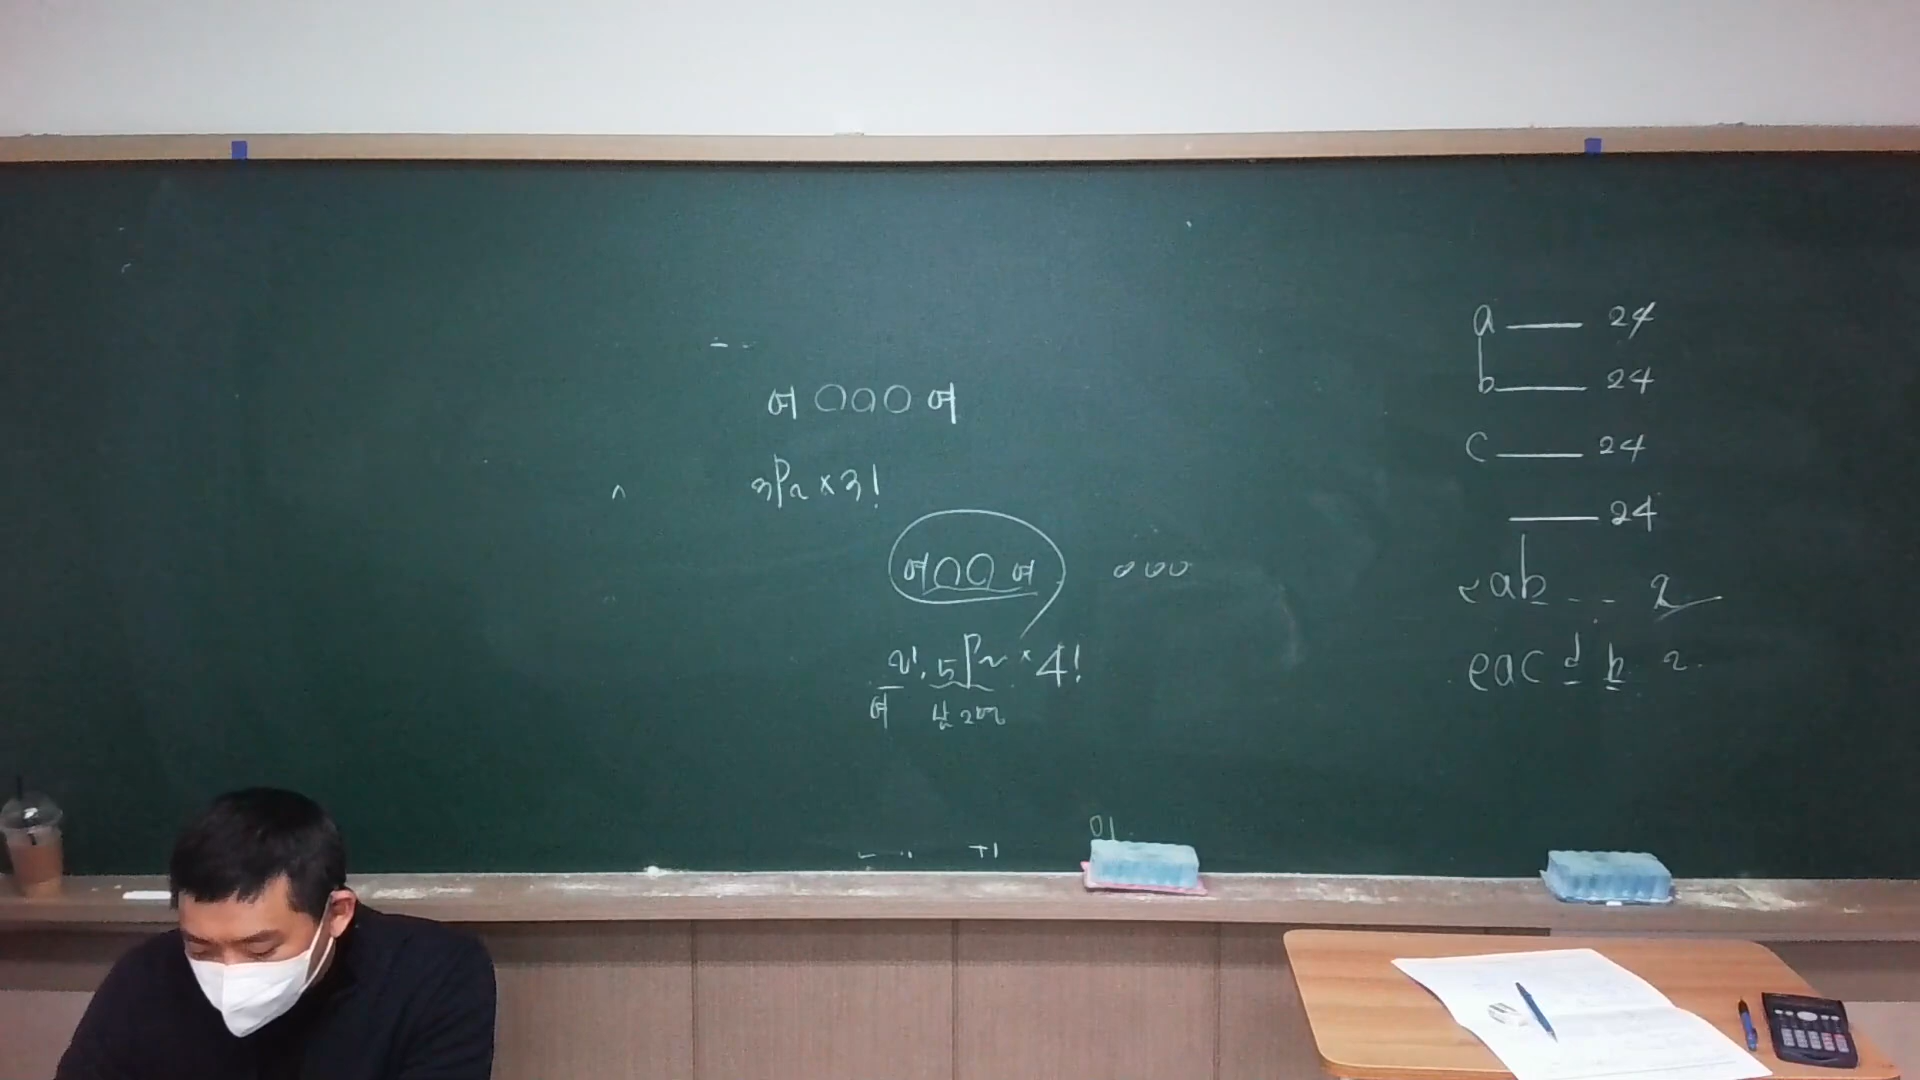 여 ○○○ 여
3P2 × 3!
여○○여 ○○○
2! · 5P2 × 4!
여 남 2명
a —— 24
b —— 24
c —— 24
—— 24
eab _ _ 2
eac d b 2